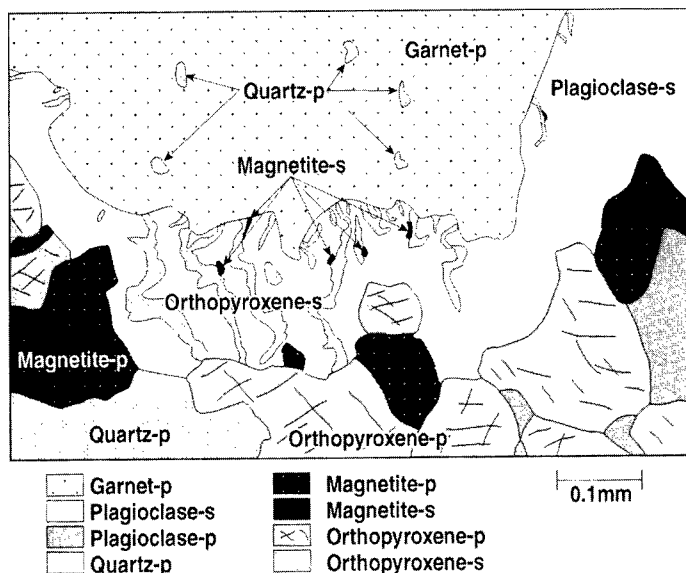 Garnet-p
Quartz-p
Plagioclase-s
Magnetite-s
Orthopyroxene-s
Magnetite-p
Quartz-p
Orthopyroxene-p
Garnet-p
Plagioclase-s
Plagioclase-p
Quartz-p
Magnetite-p
Magnetite-s
Orthopyroxene-p
Orthopyroxene-s
0.1mm